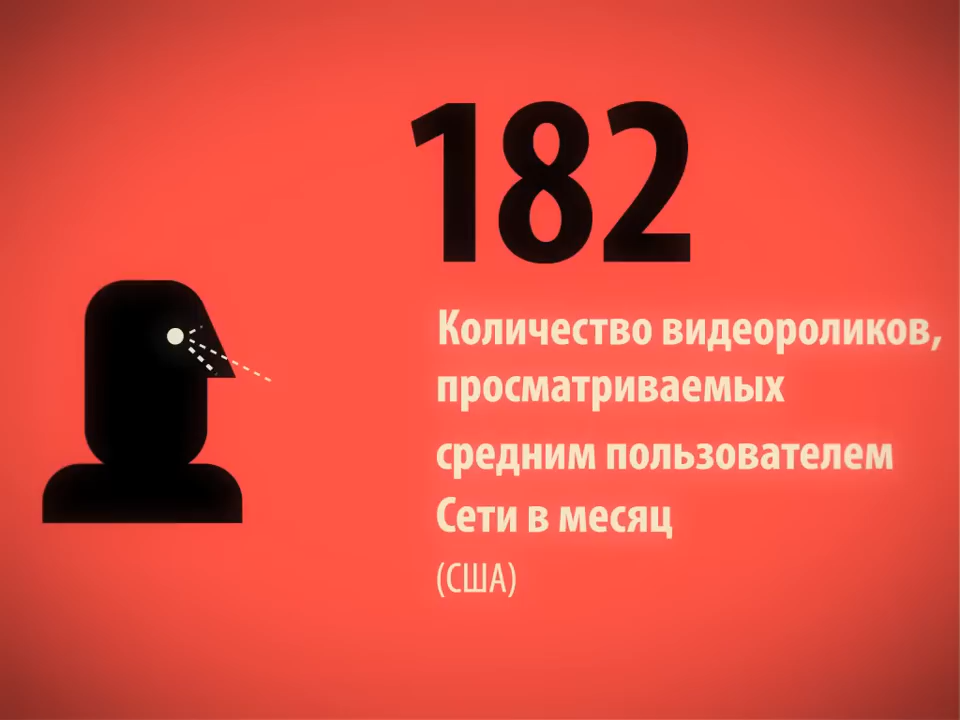 182
Количество видеороликов,
просматриваемых
средним пользователем
Сети в месяц
(США)